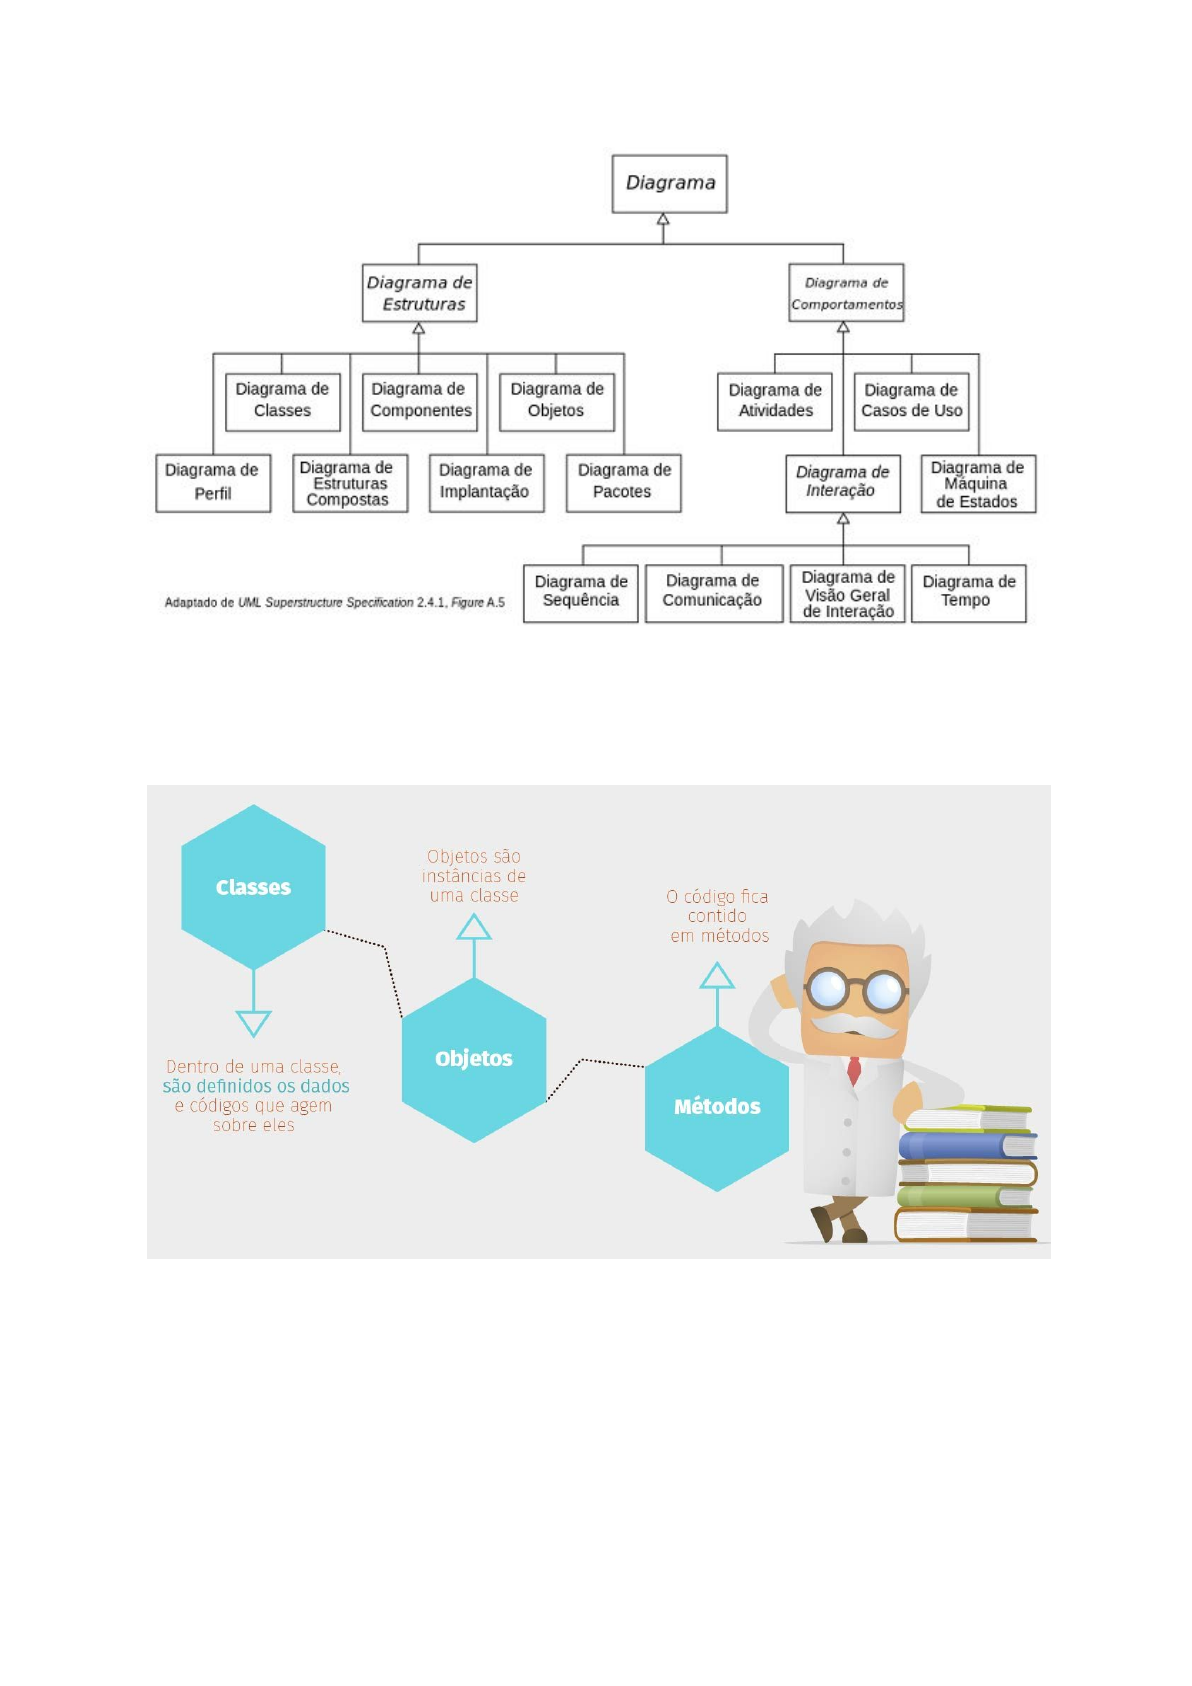 Diagrama
Diagrama de
Estruturas
Diagrama de
Comportamentos
Diagrama de
Classes
Diagrama de
Componentes
Diagrama de
Objetos
Diagrama de
Atividades
Diagrama de
Casos de Uso
Diagrama de
Perfil
Diagrama de
Estruturas
Compostas
Diagrama de
Implantação
Diagrama de
Pacotes
Diagrama de
Interação
Diagrama de
Máquina
de Estados
Diagrama de
Sequência
Diagrama de
Comunicação
Diagrama de
Visão Geral
de Interação
Diagrama de
Tempo
Adaptado de UML Superstructure Specification 2.4.1, Figure A.5
Classes
Dentro de uma classe,
são definidos os dados
e códigos que agem
sobre eles
Objetos são
instâncias de
uma classe
Objetos
O código fica
contido
em métodos
Métodos